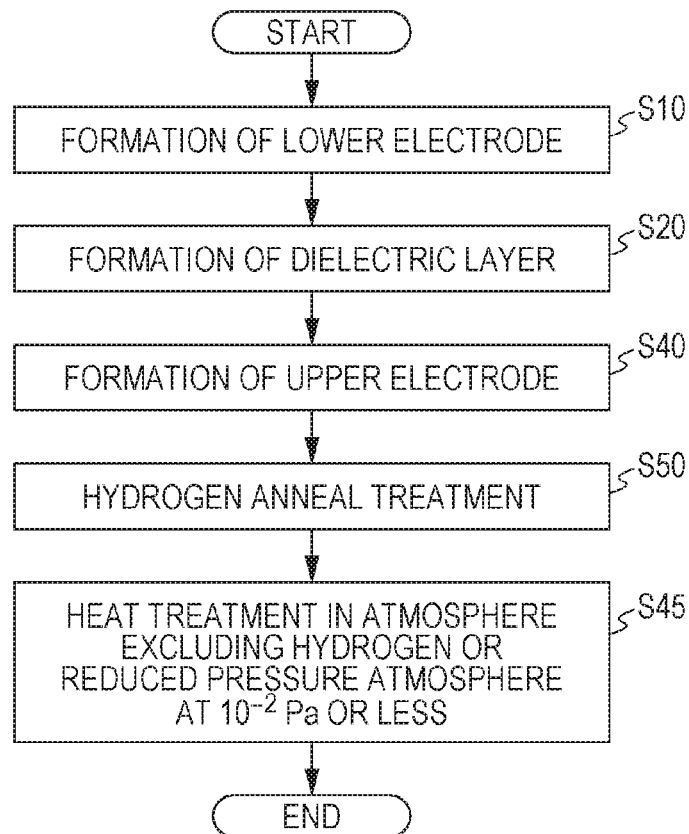 START
FORMATION OF LOWER ELECTRODE
S10
FORMATION OF DIELECTRIC LAYER
S20
FORMATION OF UPPER ELECTRODE
S40
HYDROGEN ANNEAL TREATMENT
S50
HEAT TREATMENT IN ATMOSPHERE
EXCLUDING HYDROGEN OR
REDUCED PRESSURE ATMOSPHERE
AT 10⁻² Pa OR LESS
S45
END